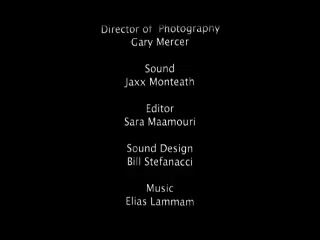 Director of Photography
Gary Mercer
Sound
Jaxx Monteath
Editor
Sara Maamouri
Sound Design
Bill Stefanacci
Music
Elias Lammam